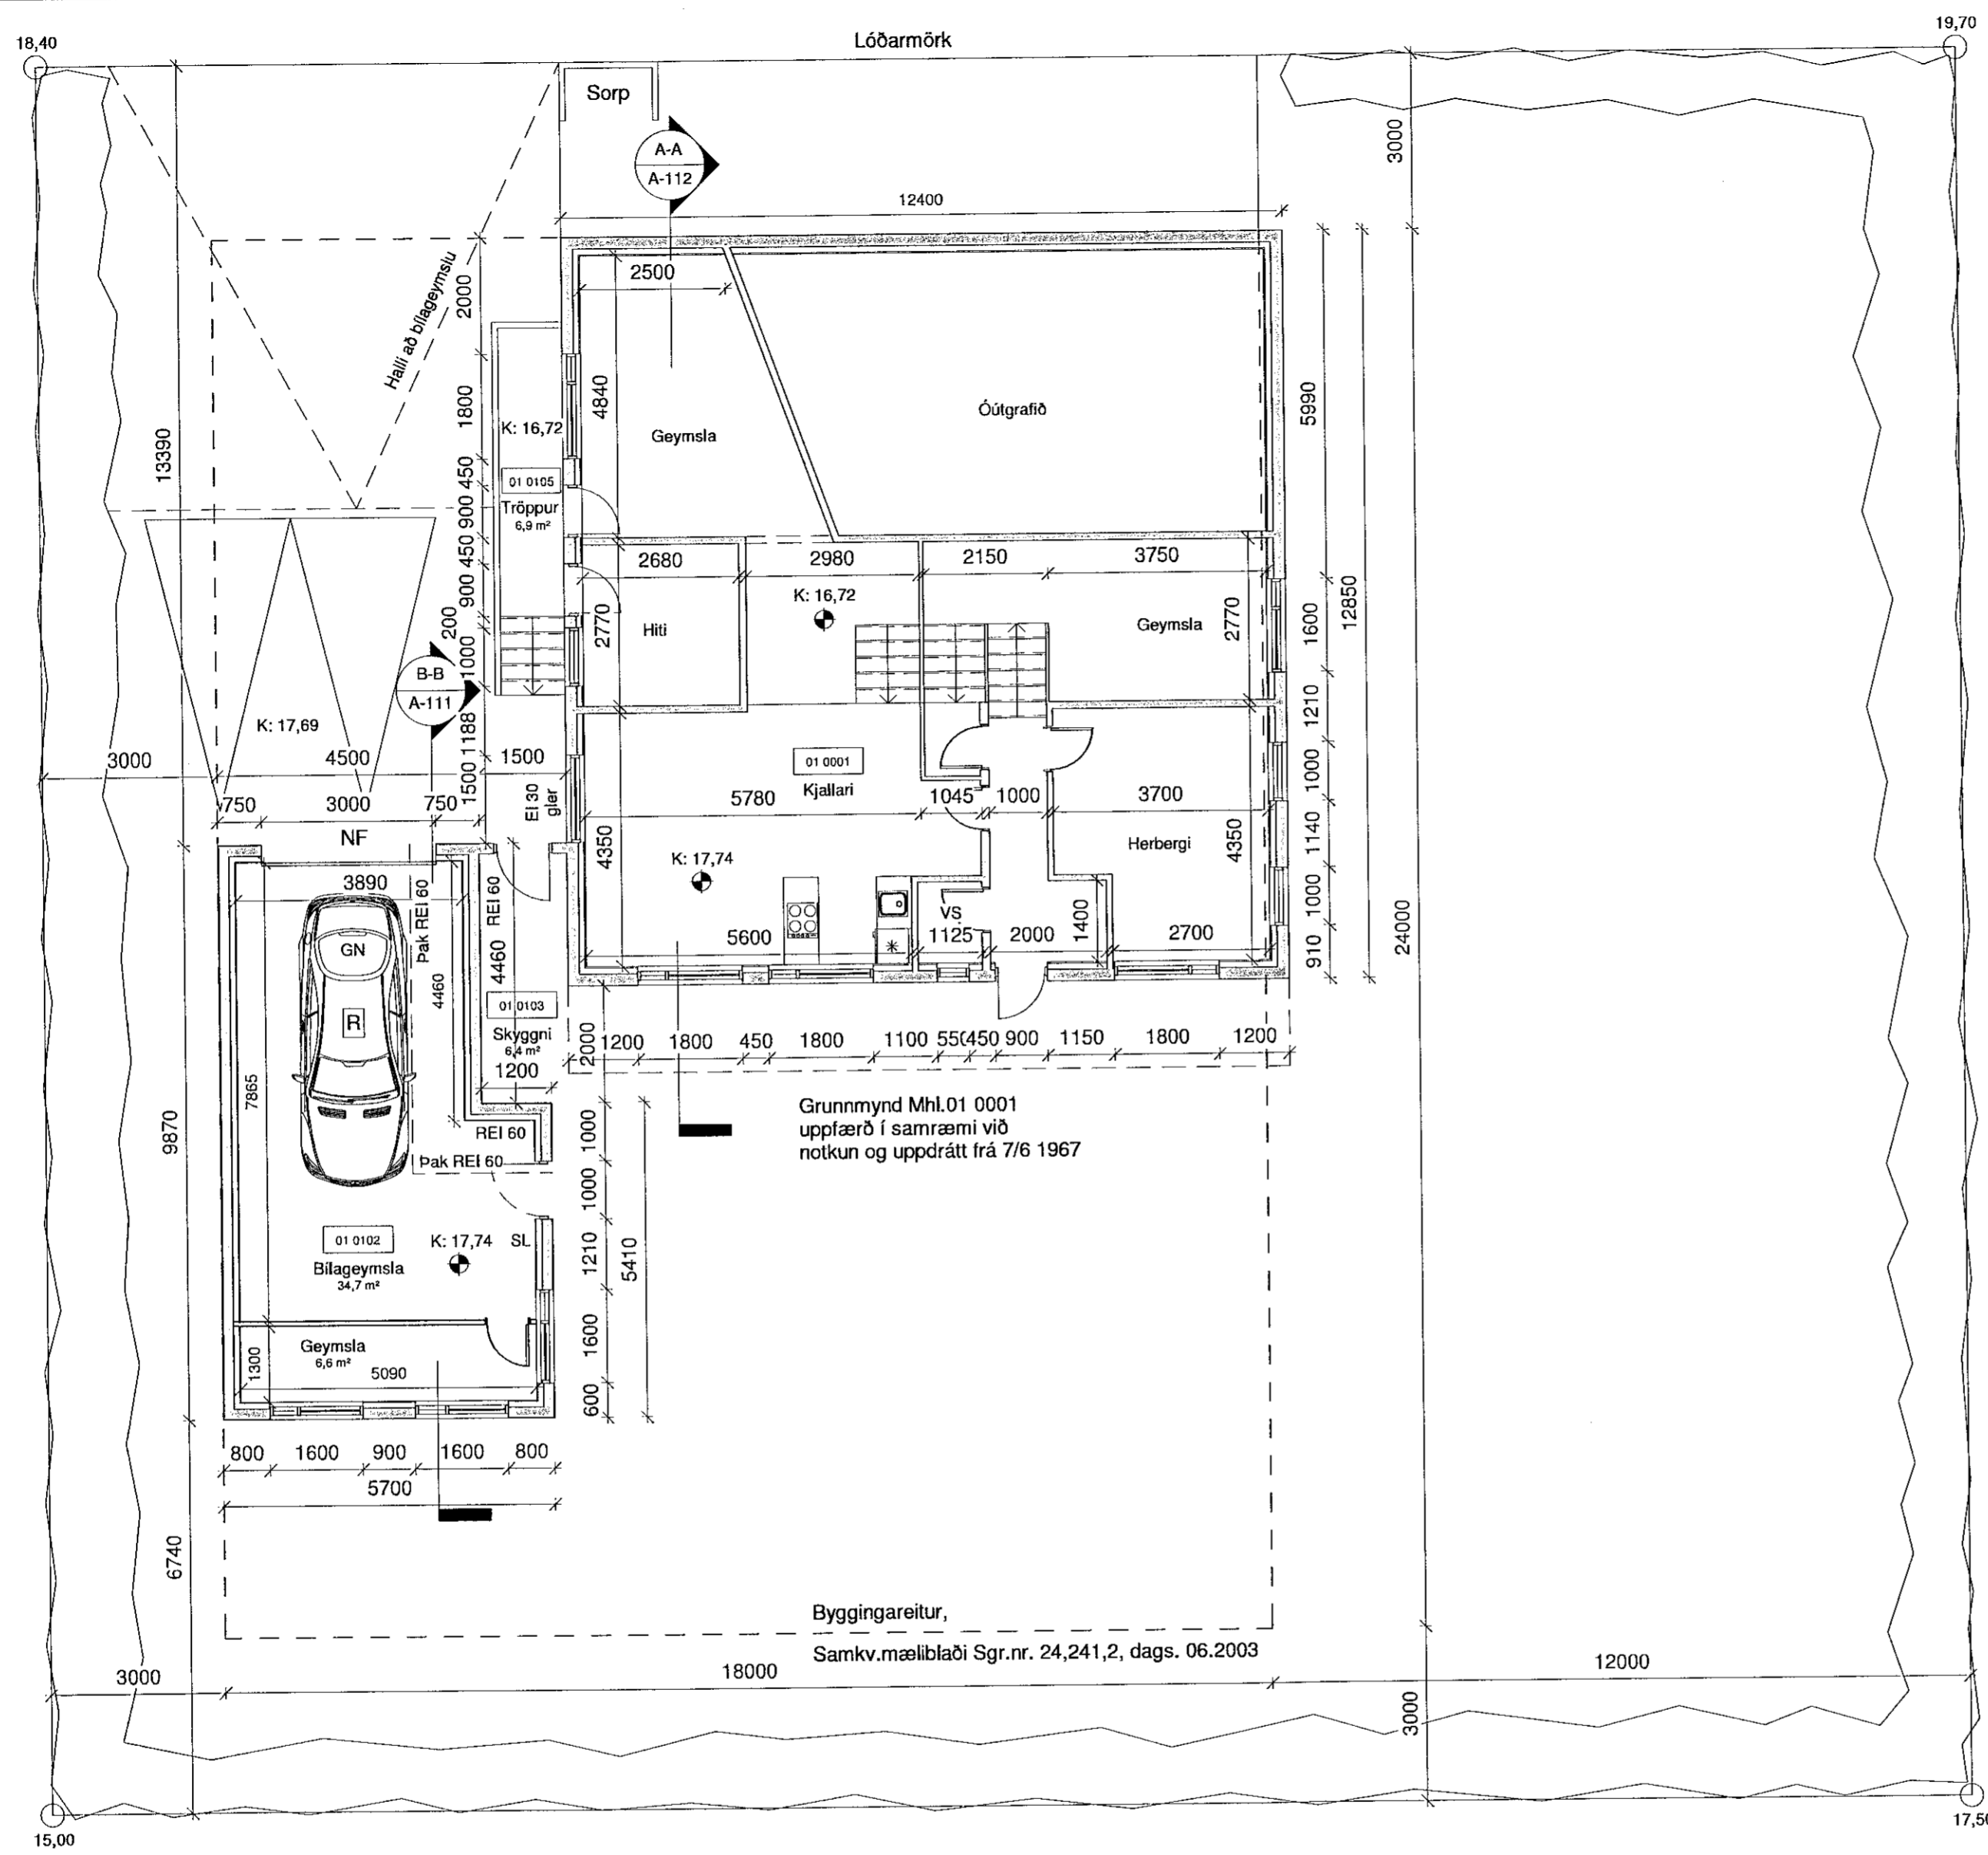 18,40
Lóðarmörk
19,70
Sorp
A-A
A-112
12400
3000
2500
2000
Halli að bílageymslu
13390
1800
4840
K: 16,72
Geymsla
Óútgrafið
5990
01 0105
Tröppur
6,9 m²
450
900
450
900
200
1000
1188
1500
2680
2980
2150
3750
K: 16,72
2770
Hiti
Geymsla
2770
1600
12850
1210
B-B
A-111
K: 17,69
3000
4500
1500
750
3000
750
NF
EI 30
gler
01 0001
Kjallari
5780
1045
1000
3700
1000
1140
1000
910
24000
4350
K: 17,74
Herbergi
4350
3890
Þak REI 60
REI 60
GN
4460
4460
R
VS
5600
1125
2000
1400
2700
01 0103
Skyggni
6,4 m²
1200
2000
1200
1800
450
1800
1100
550
450
900
1150
1800
1200
7865
9870
Grunnmynd Mhl.01 0001
uppfærð í samræmi við
notkun og uppdrátt frá 7/6 1967
REI 60
Þak REI 60
1000
1000
1210
1600
600
5410
01 0102
Bílageymsla
34,7 m²
K: 17,74
SL
Geymsla
6,6 m²
1300
5090
800
1600
900
1600
800
5700
6740
Byggingareitur,
Samkv.mæliblaði Sgr.nr. 24,241,2, dags. 06.2003
3000
18000
12000
3000
15,00